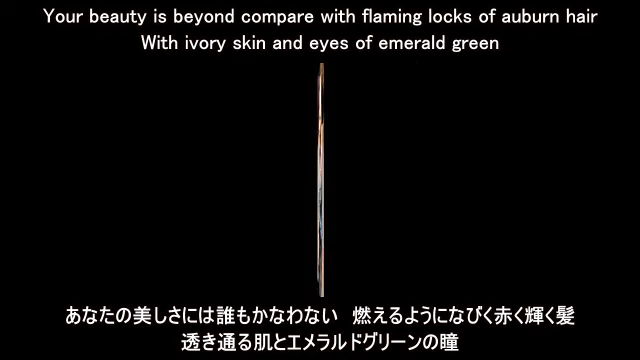 Your beauty is beyond compare with flaming locks of auburn hair
With ivory skin and eyes of emerald green
あなたの美しさには誰もかなわない　燃えるようになびく赤く輝く髪
透き通る肌とエメラルドグリーンの瞳